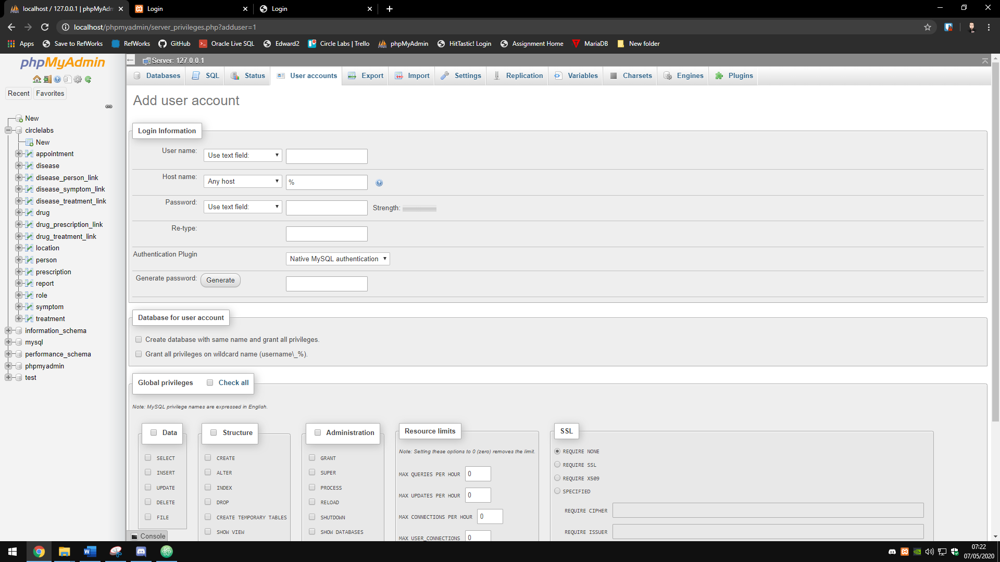 localhost / 127.0.0.1 | phpMyAdm
Login
Login
localhost/phpmyadmin/server_privileges.php?adduser=1
Apps Save to RefWorks RefWorks GitHub Oracle Live SQL Edward2 Circle Labs | Trello phpMyAdmin HitTastic! Login Assignment Home MariaDB New folder
phpMyAdmin
Recent Favorites
New
circlelabs
New
appointment
disease
disease_person_link
disease_symptom_link
disease_treatment_link
drug
drug_prescription_link
drug_treatment_link
location
person
prescription
report
role
symptom
treatment
information_schema
mysql
performance_schema
phpmyadmin
test
Server: 127.0.0.1
Databases SQL Status User accounts Export Import Settings Replication Variables Charsets Engines Plugins
Add user account
Login Information
User name: Use text field:
Host name: Any host %
Password: Use text field: Strength:
Re-type:
Authentication Plugin Native MySQL authentication
Generate password: Generate
Database for user account
Create database with same name and grant all privileges.
Grant all privileges on wildcard name (username\_%).
Global privileges Check all
Note: MySQL privilege names are expressed in English.
Data
SELECT
INSERT
UPDATE
DELETE
FILE
Structure
CREATE
ALTER
INDEX
DROP
CREATE TEMPORARY TABLES
SHOW VIEW
Administration
GRANT
SUPER
PROCESS
RELOAD
SHUTDOWN
SHOW DATABASES
Resource limits
Note: Setting these options to 0 (zero) removes the limit.
MAX QUERIES PER HOUR 0
MAX UPDATES PER HOUR 0
MAX CONNECTIONS PER HOUR 0
MAX USER_CONNECTIONS 0
SSL
REQUIRE NONE
REQUIRE SSL
REQUIRE X509
SPECIFIED
REQUIRE CIPHER
REQUIRE ISSUER
Console
07:22
07/05/2020